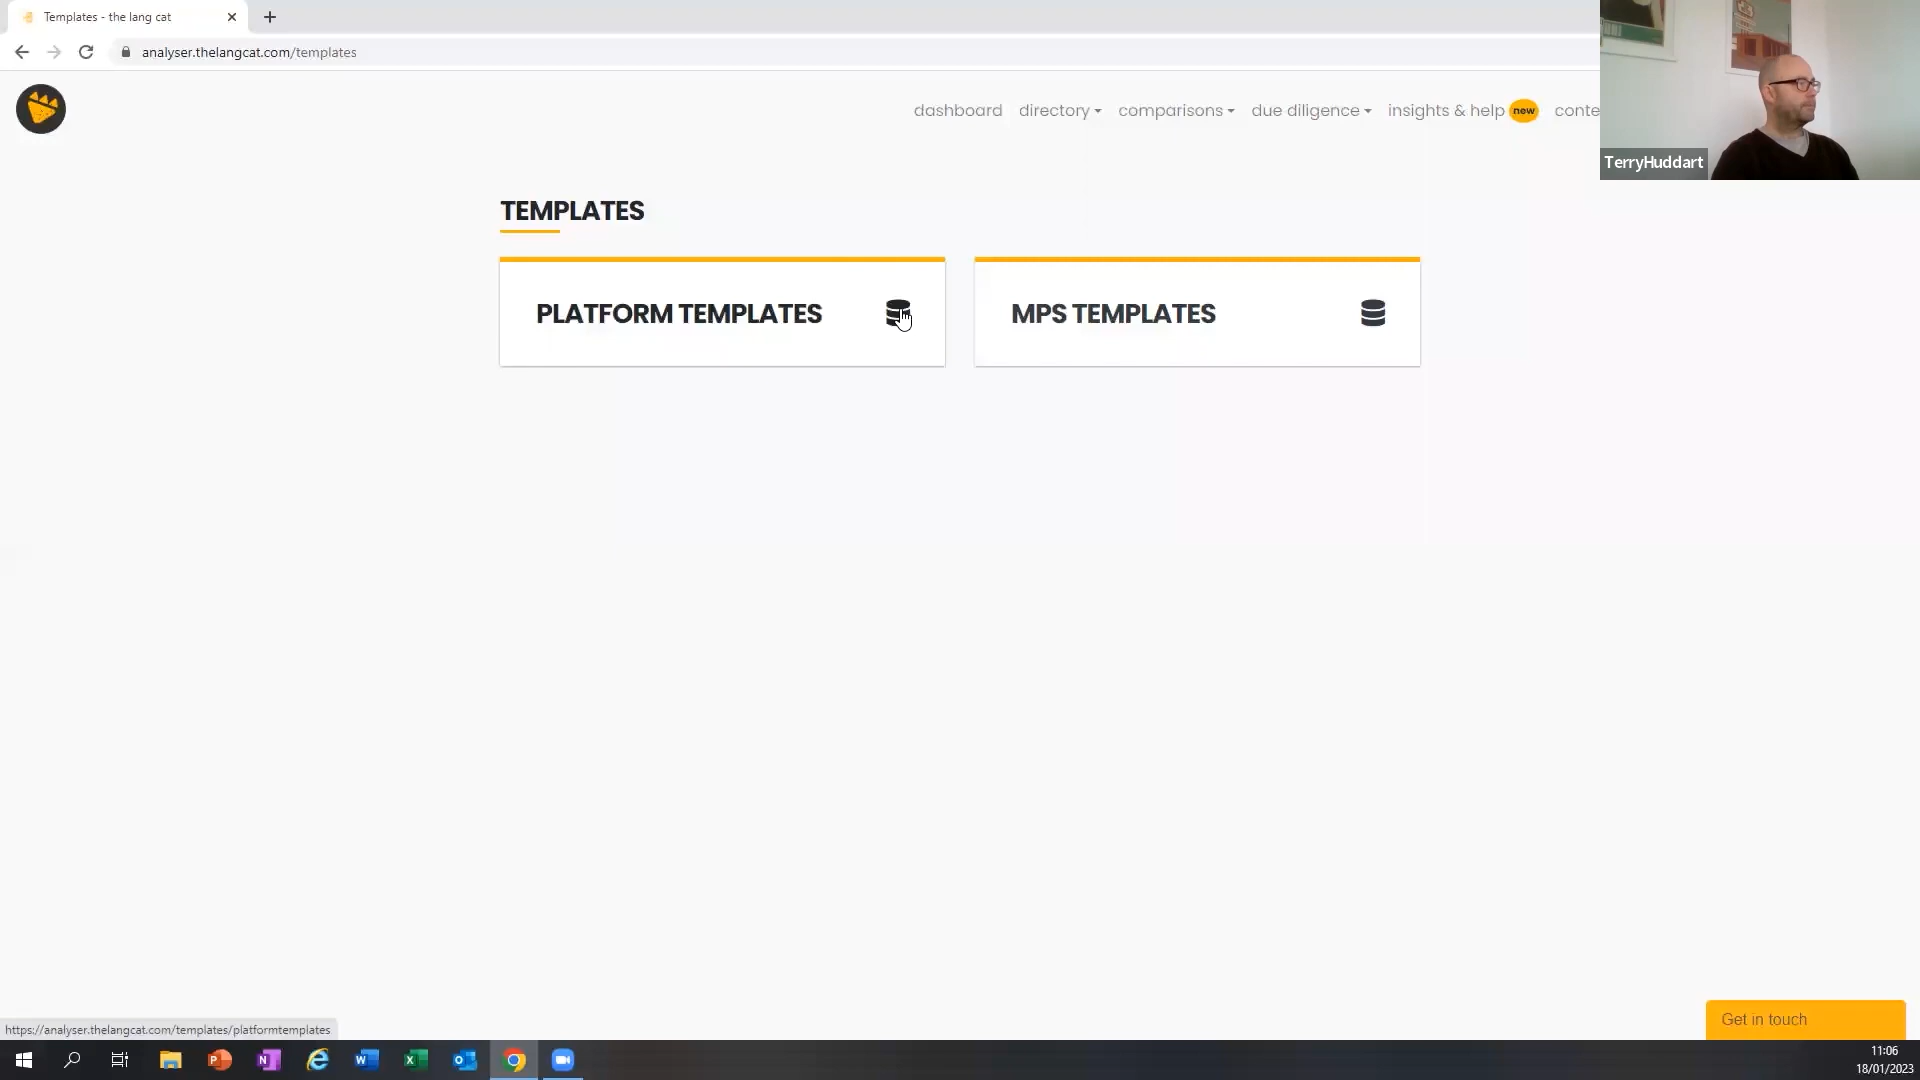 Templates - the lang cat
analyser.thelangcat.com/templates
dashboard directory comparisons due diligence insights & help new conte
TerryHuddart
TEMPLATES
PLATFORM TEMPLATES
MPS TEMPLATES
Get in touch
https://analyser.thelangcat.com/templates/platformtemplates
11:06
18/01/2023